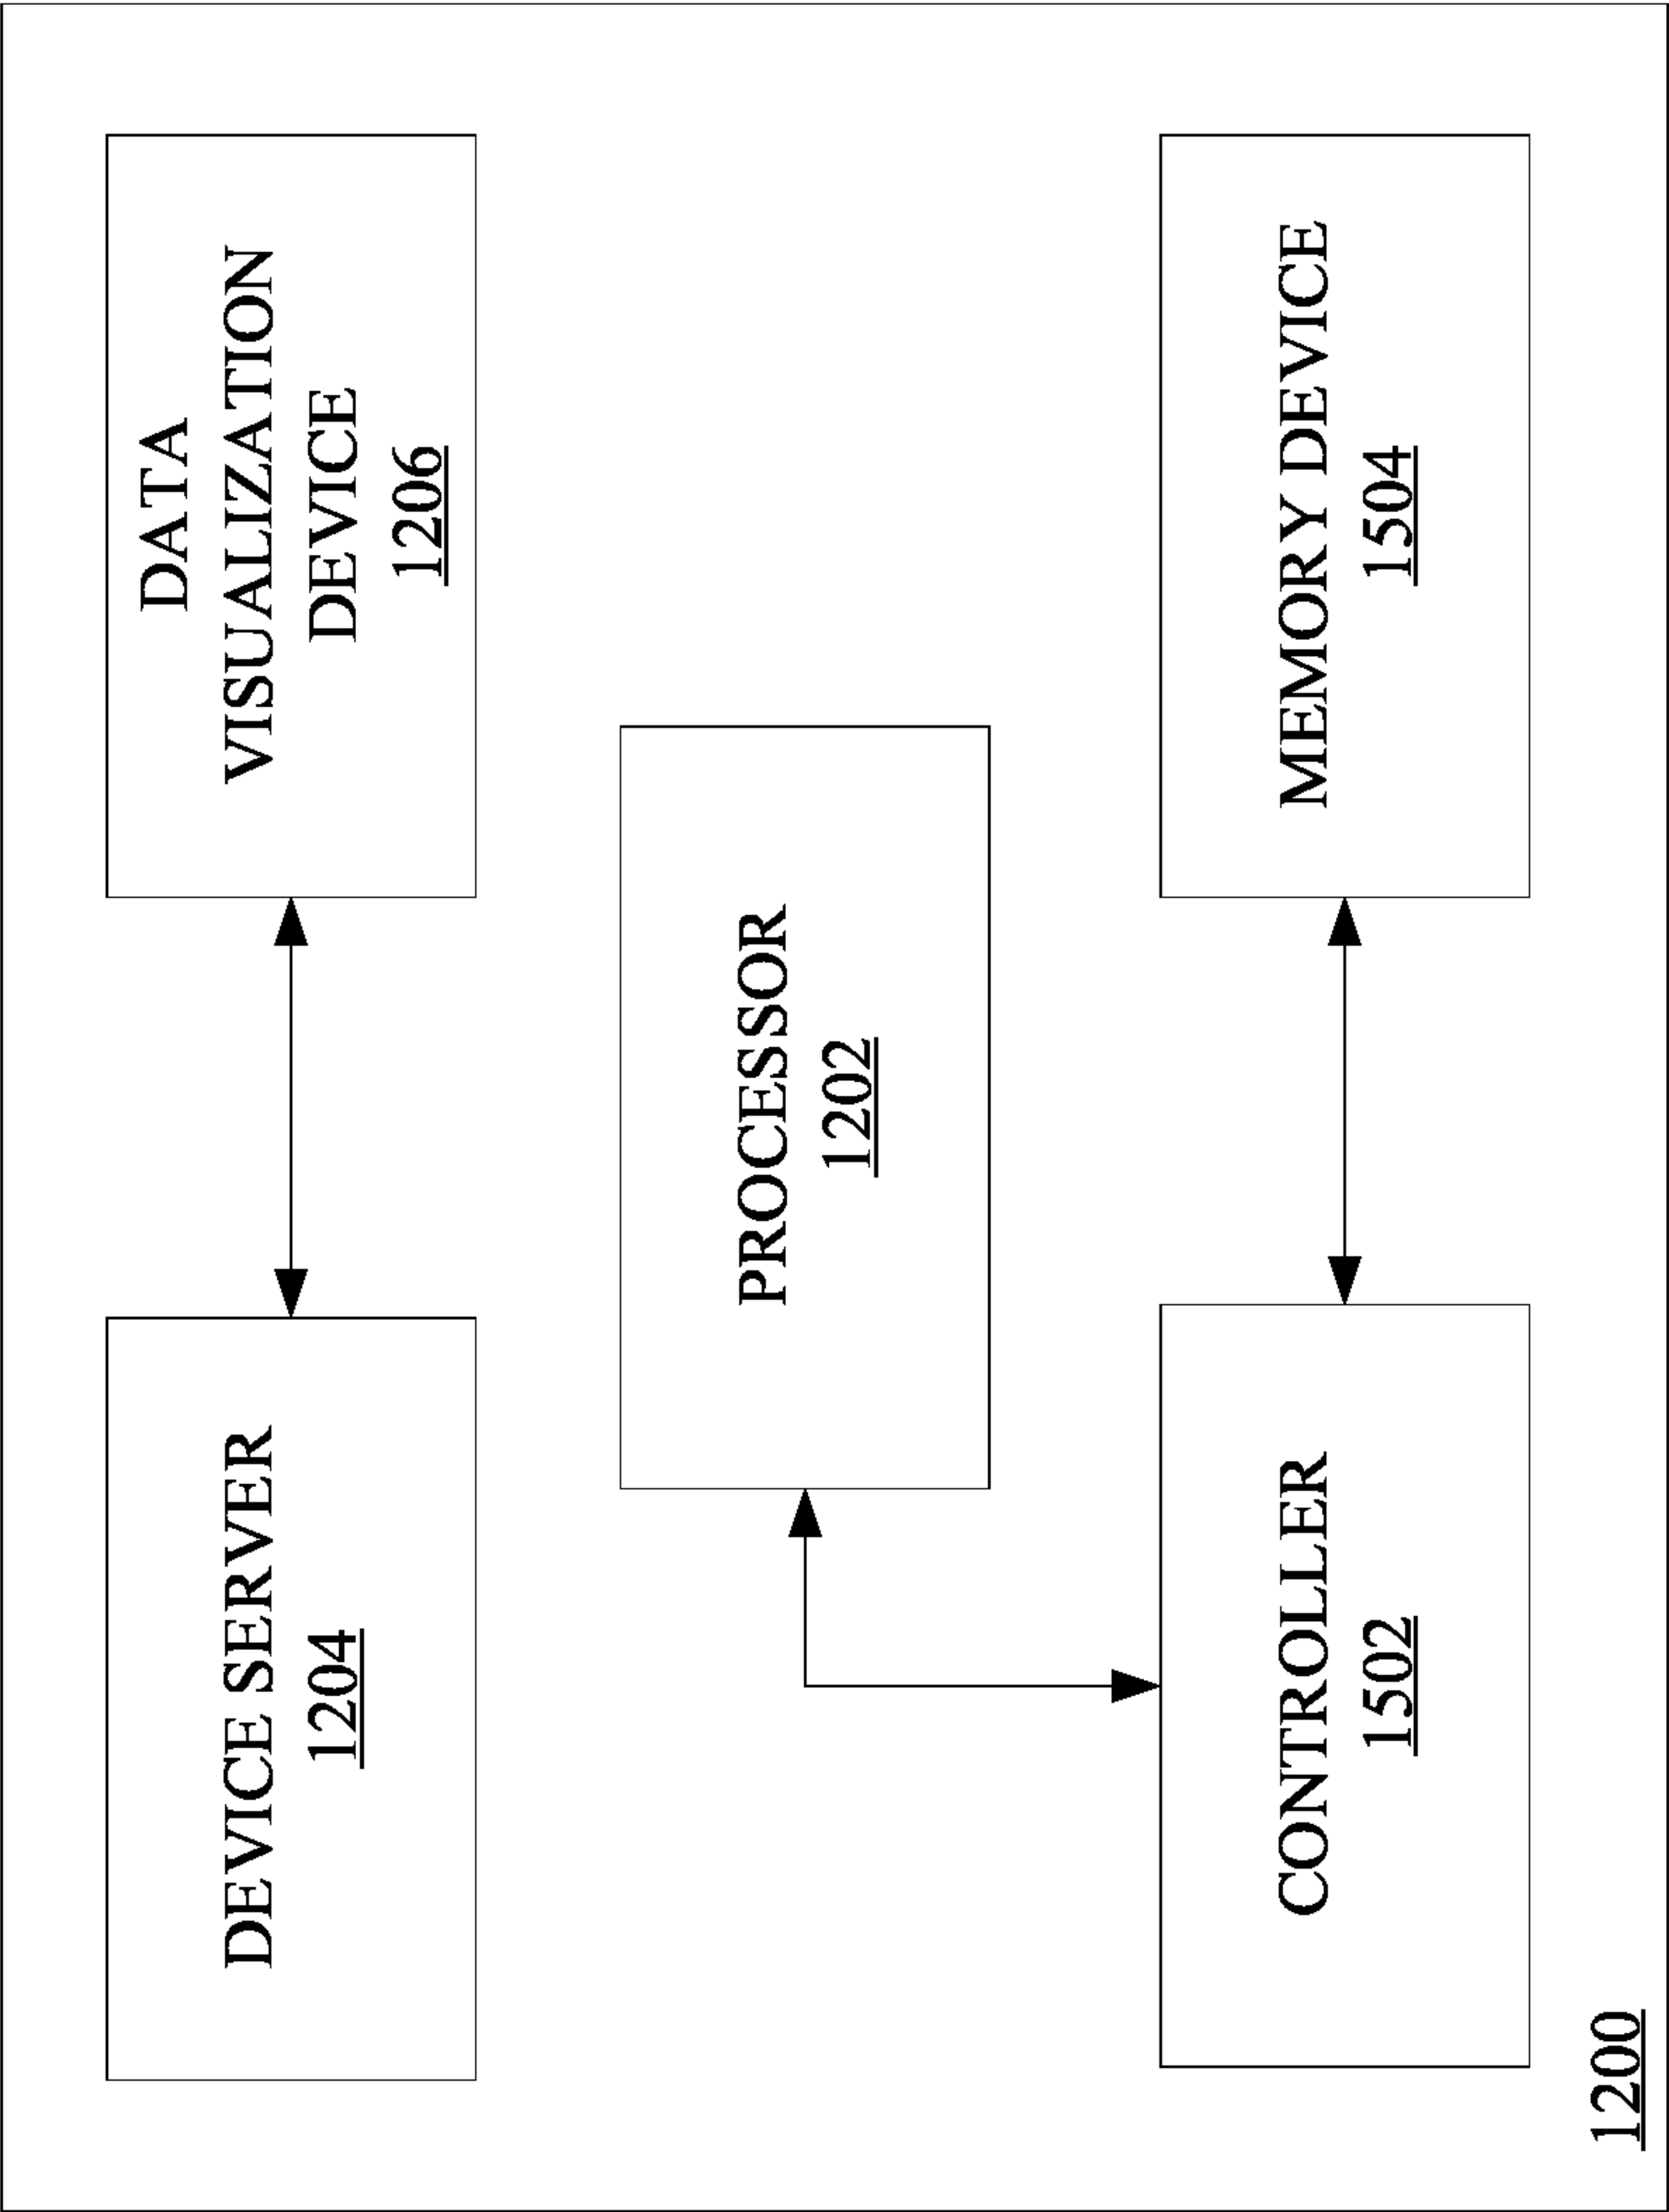 DEVICE SERVER
1204
DATA
VISUALIZATION
DEVICE
1206
PROCESSOR
1202
CONTROLLER
1502
MEMORY DEVICE
1504
1200